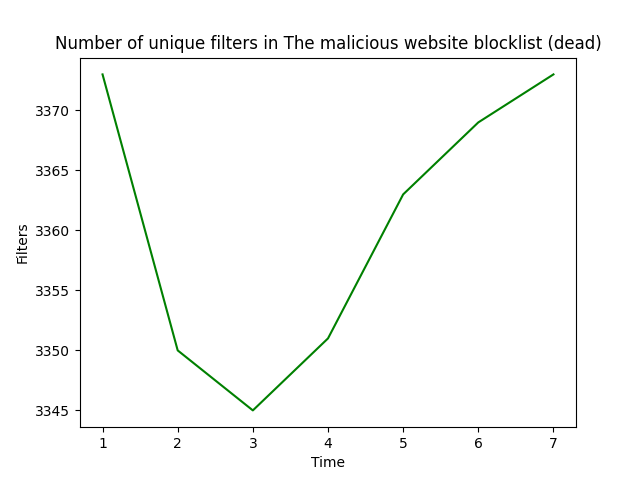 Number of unique filters in The malicious website blocklist (dead)
3370
3365
3360
3355
3350
3345
Filters
1 2 3 4 5 6 7
Time